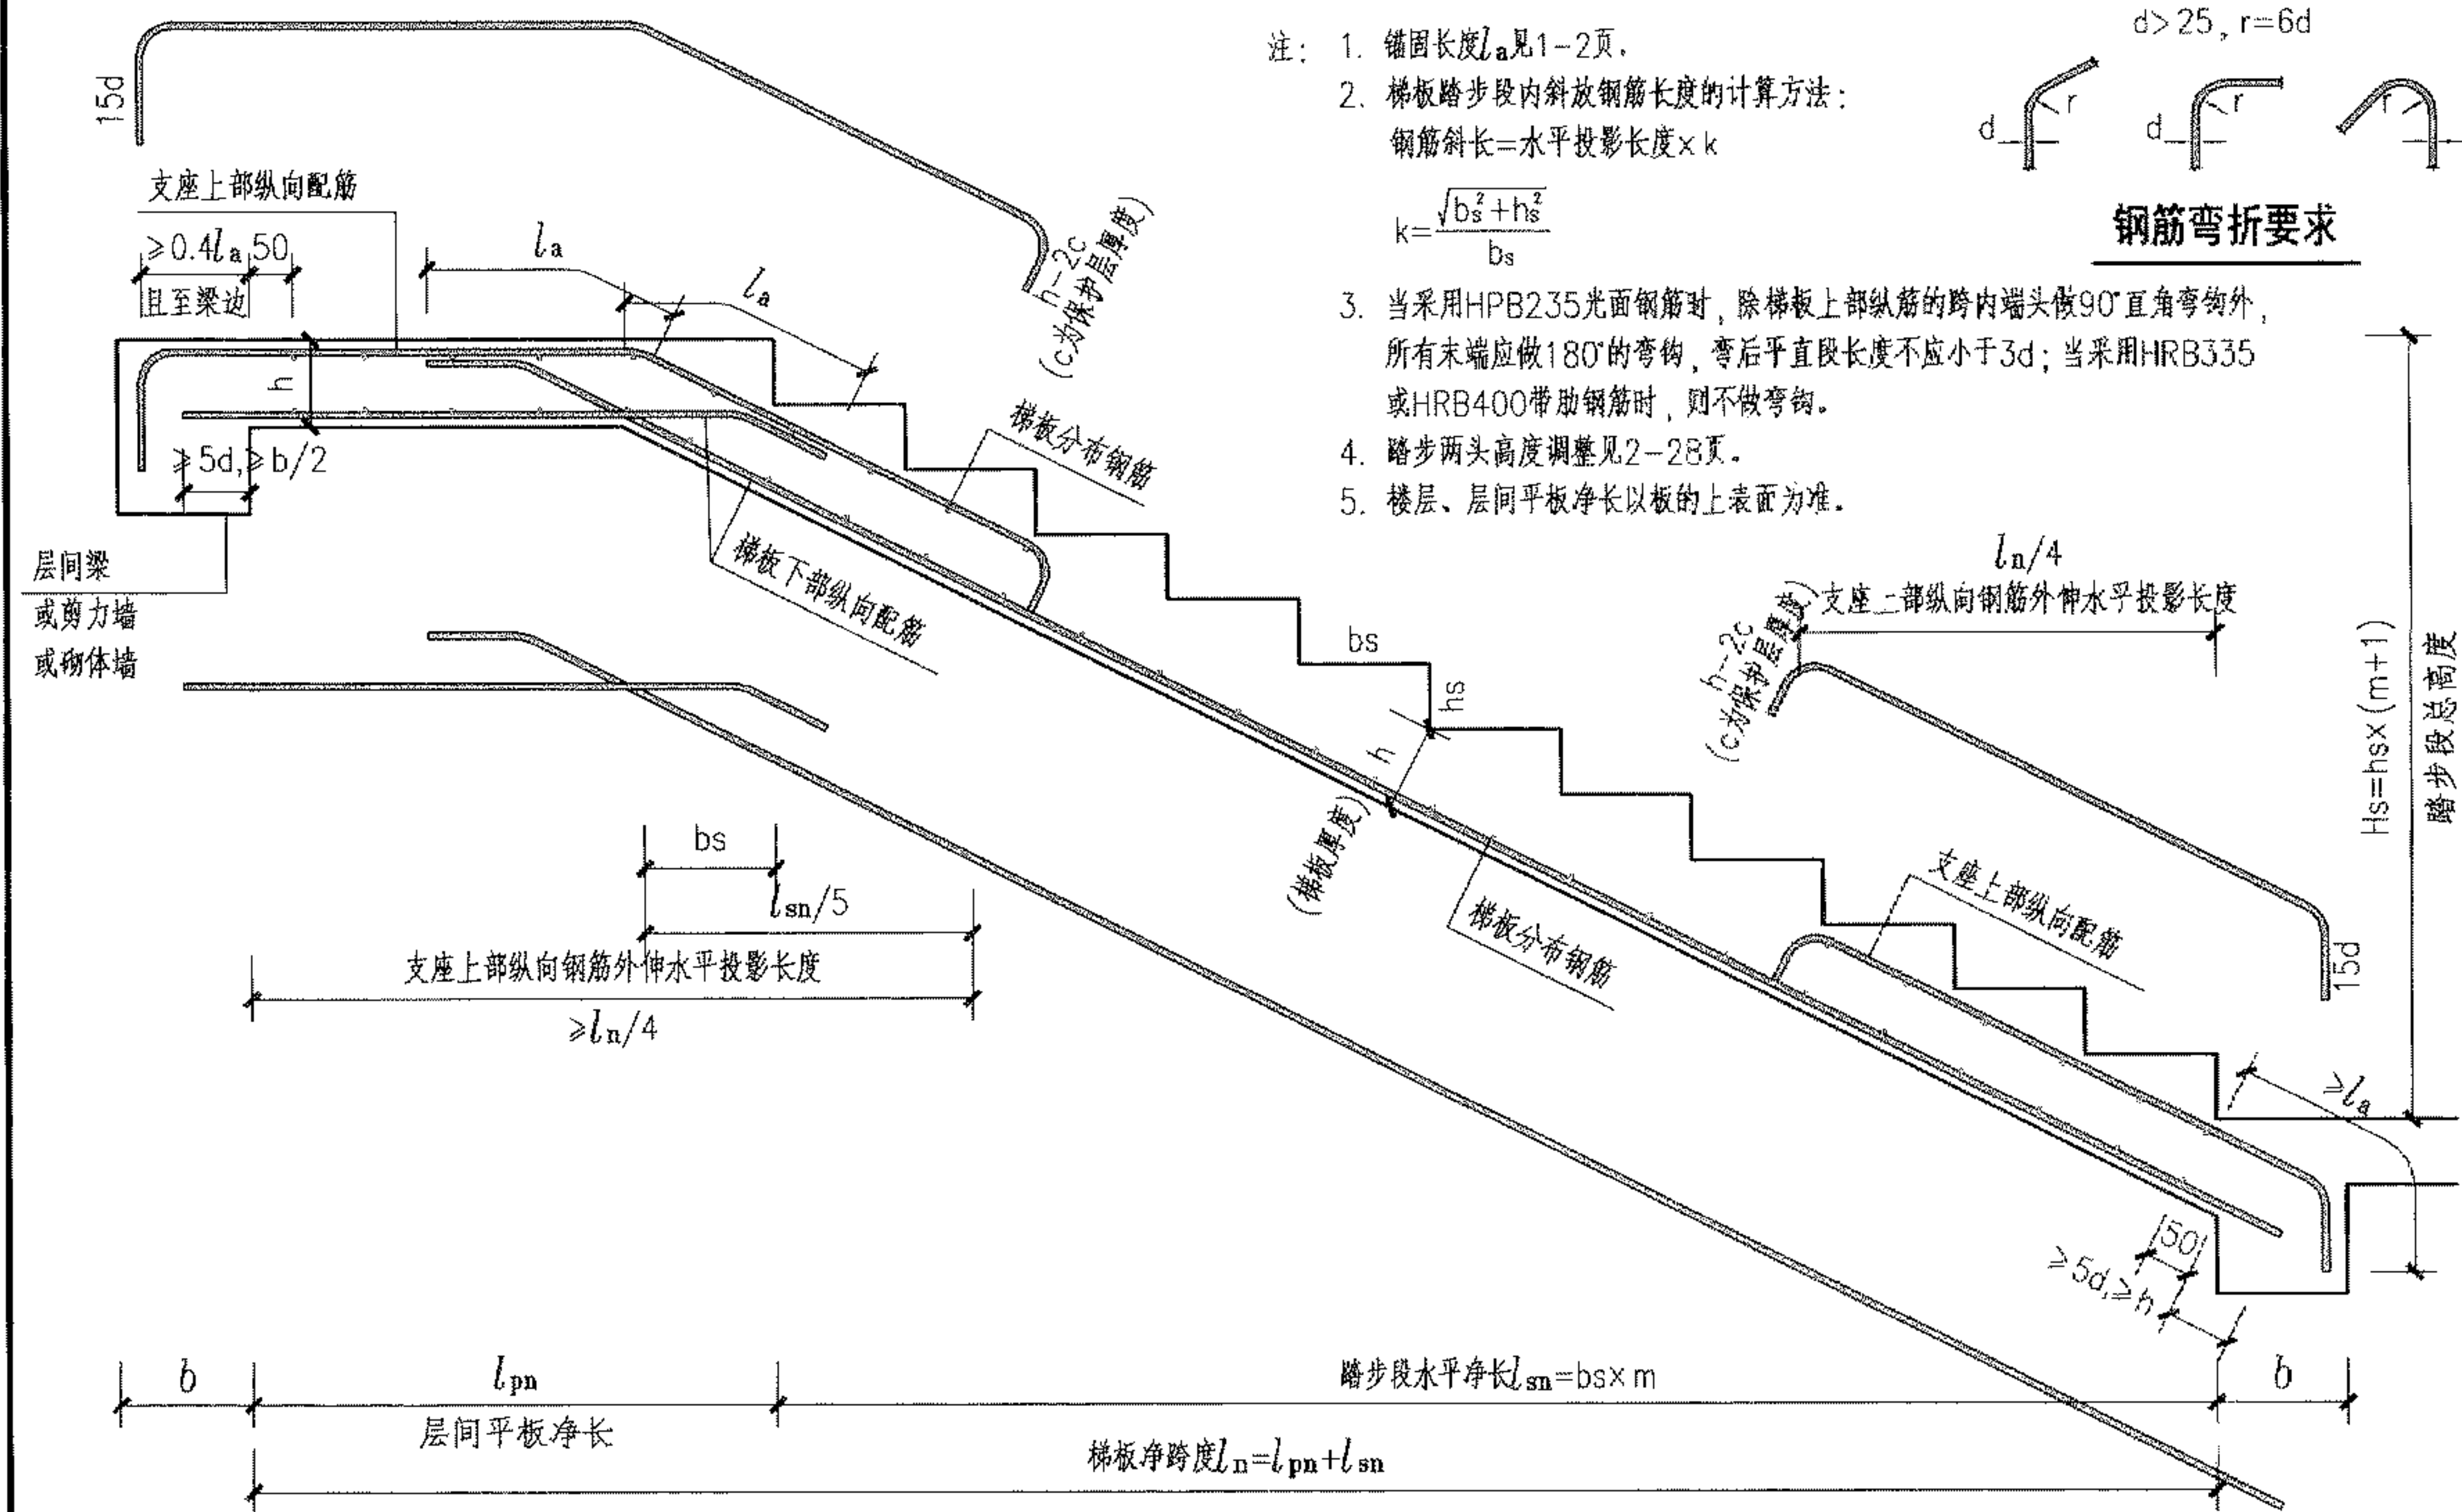 d>25, r=6d
注: 1. 锚固长度la见1-2页.
2. 梯板踏步段内斜放钢筋长度的计算方法:
钢筋斜长=水平投影长度×k
k=√(bs²+hs²)/bs
d
r
d
r
r
钢筋弯折要求
3. 当采用HPB235光面钢筋时, 除梯板上部纵筋的跨内端头做90°直角弯钩外,
所有末端应做180°的弯钩, 弯后平直段长度不应小于3d; 当采用HRB335
或HRB400带肋钢筋时, 则不做弯钩。
4. 踏步两头高度调整见2-28页。
5. 楼层、层间平板净长以板的上表面为准。
15d
h-2c
(c为保护层厚度)
支座上部纵向配筋
≥0.4la
50
且至梁边
la
la
h
≥5d,≥b/2
层间梁
或剪力墙
或砌体墙
梯板分布钢筋
梯板下部纵向配筋
bs
hs
h
(梯板厚度)
ln/4
支座上部纵向钢筋外伸水平投影长度
h-2c
(c为保护层厚度)
15d
Hs=hs×(m+1)
踏步段总高度
bs
lsn/5
支座上部纵向钢筋外伸水平投影长度
≥ln/4
梯板分布钢筋
支座上部纵向配筋
≥la
50
≥5d,≥h
b
lpn
层间平板净长
踏步段水平净长lsn=bs×m
b
梯板净跨度ln=lpn+lsn